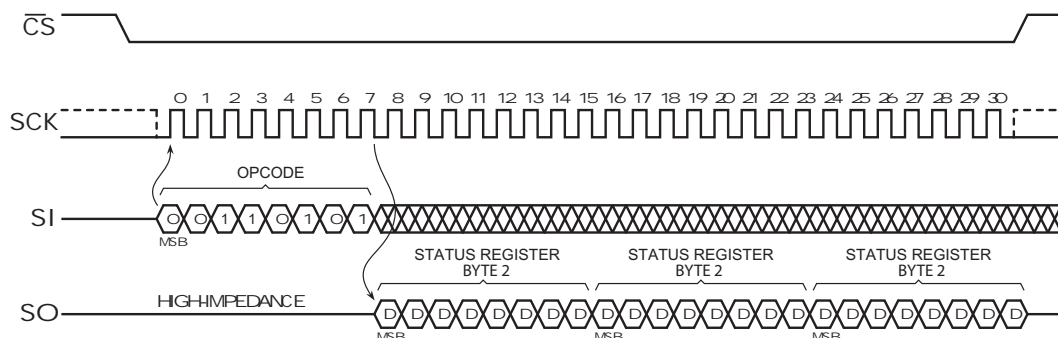 CS
SCK
0 1 2 3 4 5 6 7 8 9 10 11 12 13 14 15 16 17 18 19 20 21 22 23 24 25 26 27 28 29 30
OPCODE
SI
0 0 1 1 0 1 0 1
MSB
STATUS REGISTER
BYTE 2
STATUS REGISTER
BYTE 2
STATUS REGISTER
BYTE 2
SO
HIGH-IMPEDANCE
D D D D D D D D D D D D D D D D D D D D D D D D
MSB
MSB
MSB